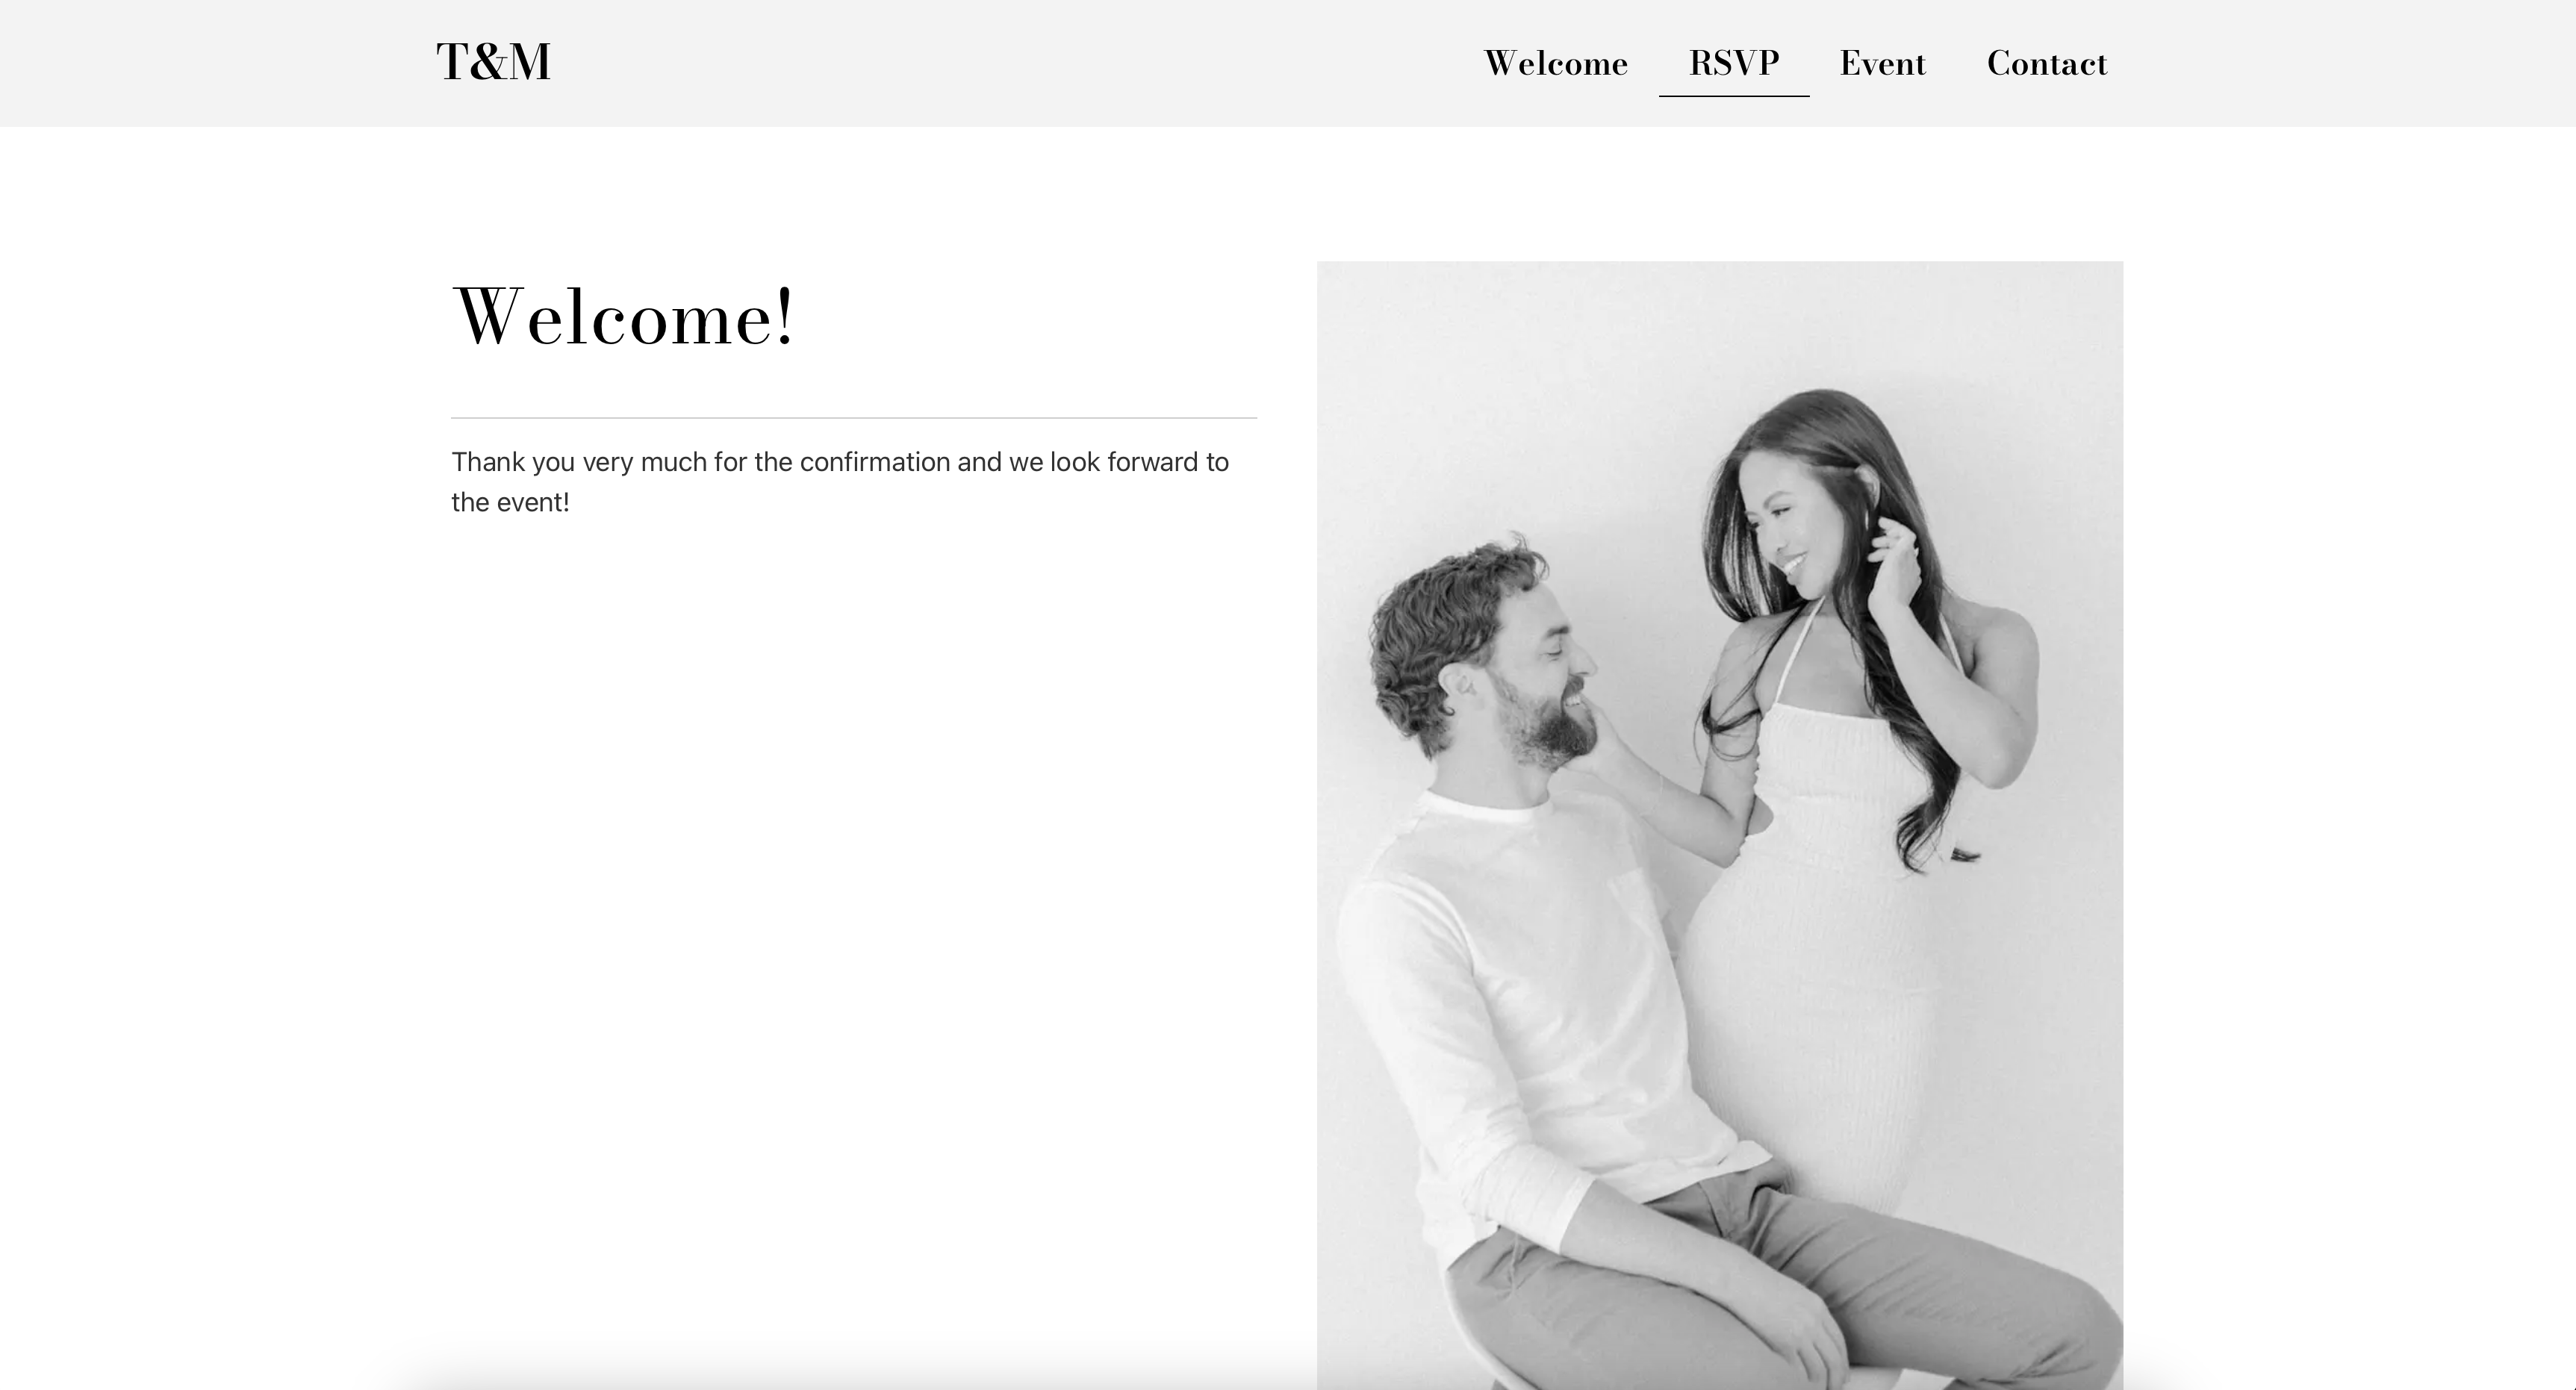 T&M
Welcome
RSVP
Event
Contact
Welcome!
Thank you very much for the confirmation and we look forward to
the event!